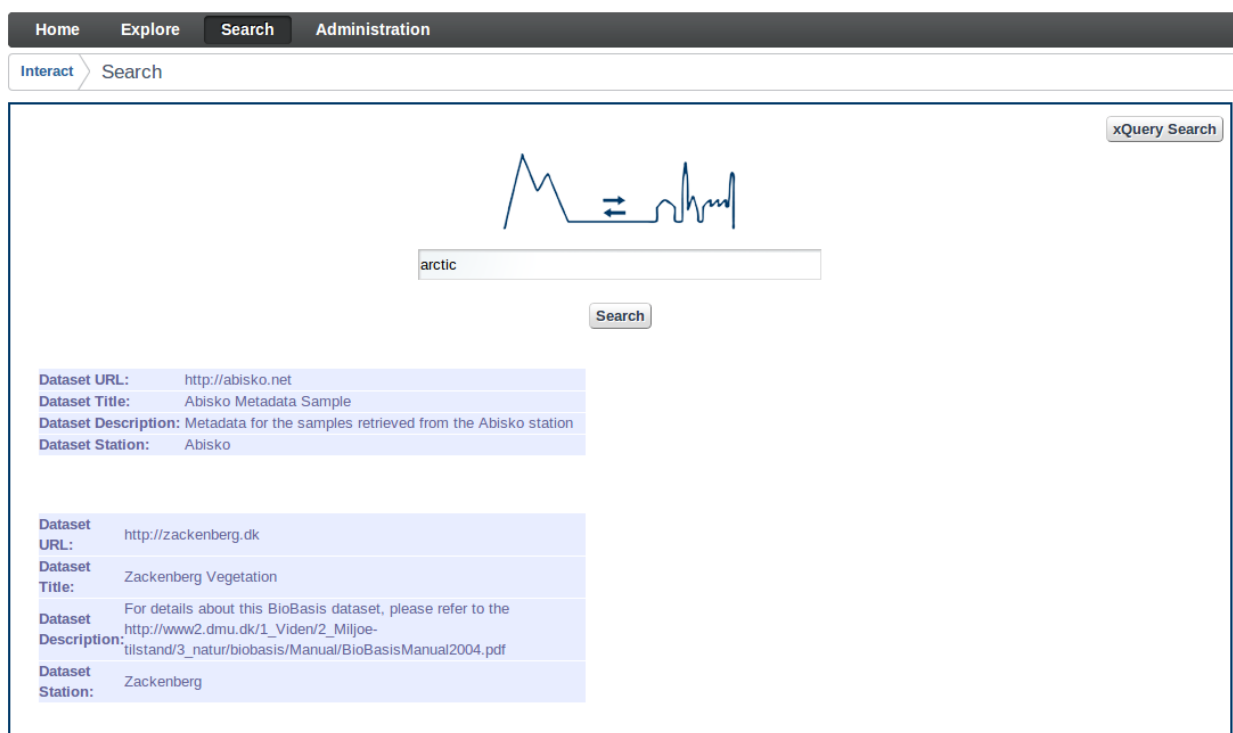 Home Explore Search Administration
Interact Search
xQuery Search
arctic
Search
Dataset URL: http://abisko.net
Dataset Title: Abisko Metadata Sample
Dataset Description: Metadata for the samples retrieved from the Abisko station
Dataset Station: Abisko
Dataset
URL:
http://zackenberg.dk
Dataset
Title:
Zackenberg Vegetation
Dataset
Description:
For details about this BioBasis dataset, please refer to the
http://www2.dmu.dk/1_Viden/2_Miljoe-
tilstand/3_natur/biobasis/Manual/BioBasisManual2004.pdf
Dataset
Station:
Zackenberg